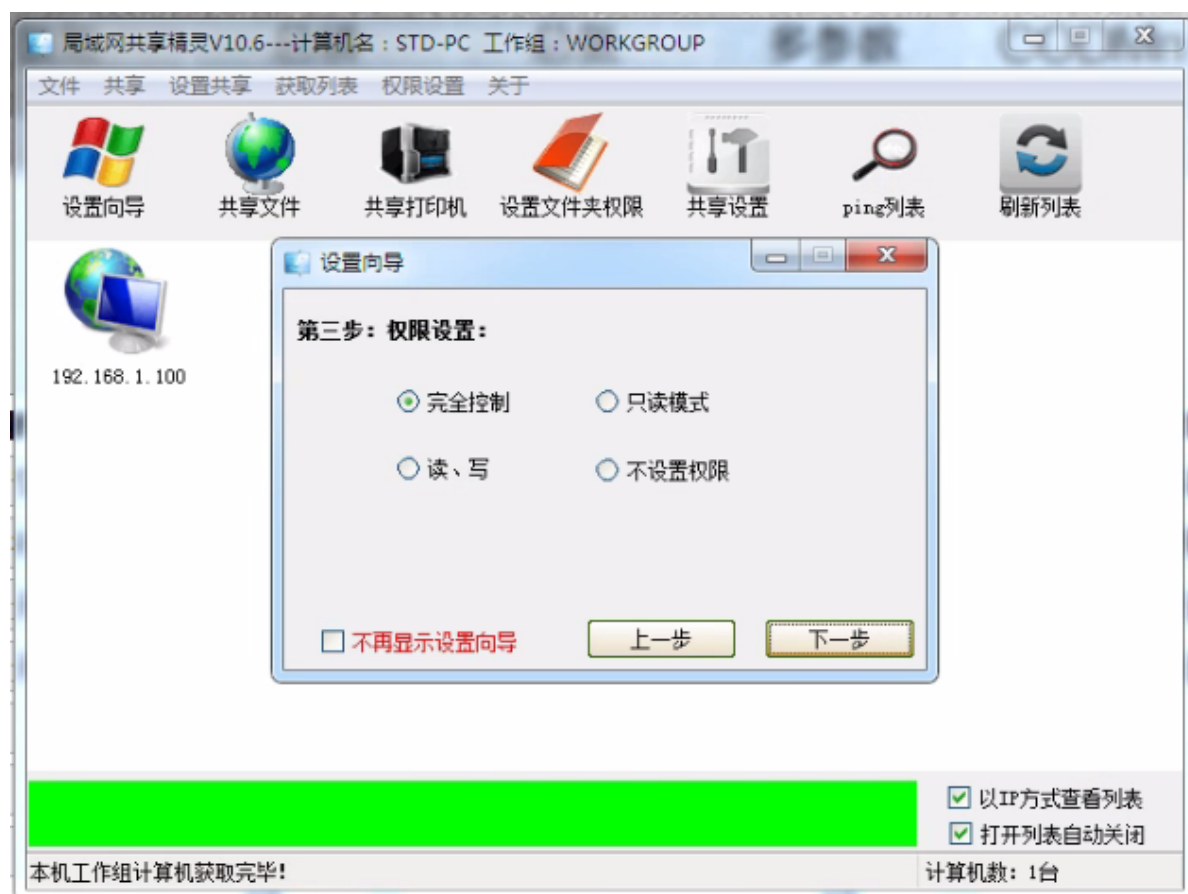 局域网共享精灵V10.6---计算机名：STD-PC 工作组：WORKGROUP
文件 共享 设置共享 获取列表 权限设置 关于
设置向导 共享文件 共享打印机 设置文件夹权限 共享设置 ping列表 刷新列表
192.168.1.100
设置向导
第三步：权限设置：
完全控制 只读模式
读、写 不设置权限
不再显示设置向导 上一步 下一步
以IP方式查看列表
打开列表自动关闭
本机工作组计算机获取完毕! 计算机数：1台